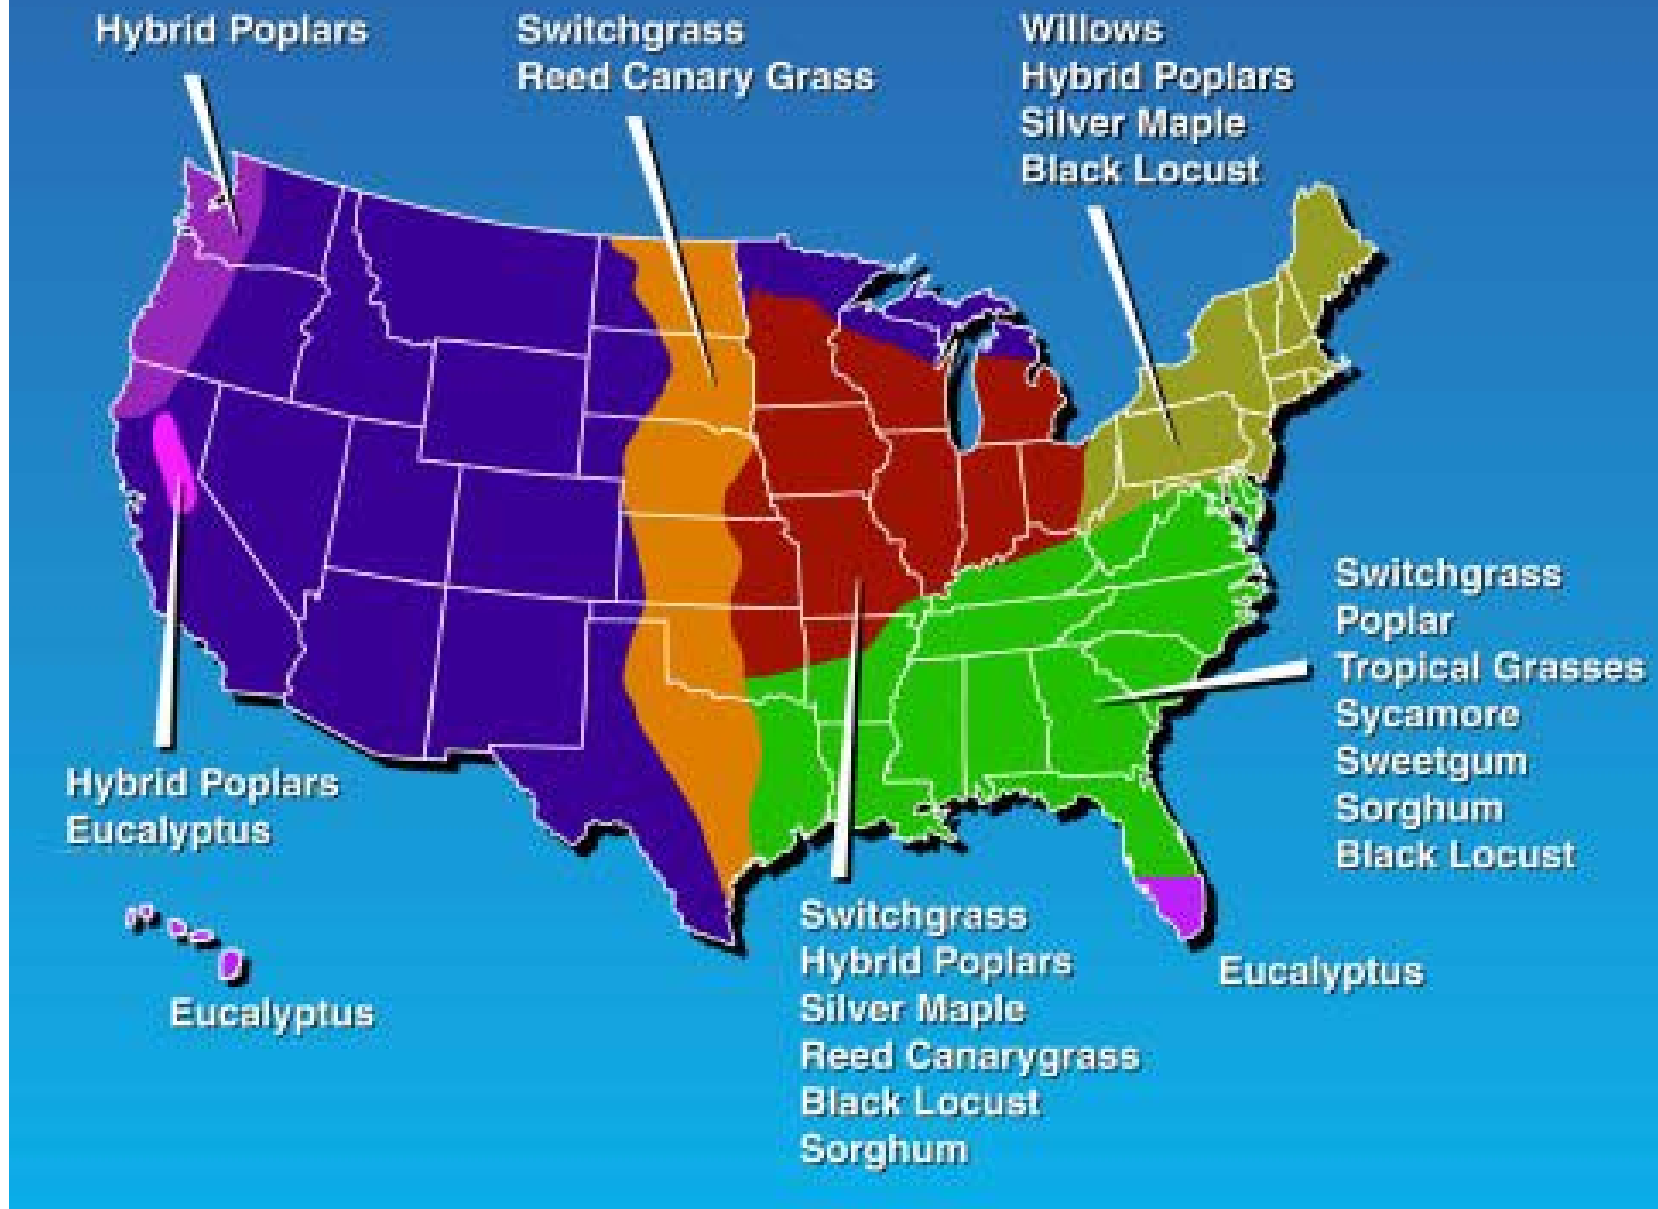 Hybrid Poplars
Switchgrass
Reed Canary Grass
Willows
Hybrid Poplars
Silver Maple
Black Locust
Switchgrass
Poplar
Tropical Grasses
Sycamore
Sweetgum
Sorghum
Black Locust
Hybrid Poplars
Eucalyptus
Eucalyptus
Switchgrass
Hybrid Poplars
Silver Maple
Reed Canarygrass
Black Locust
Sorghum
Eucalyptus